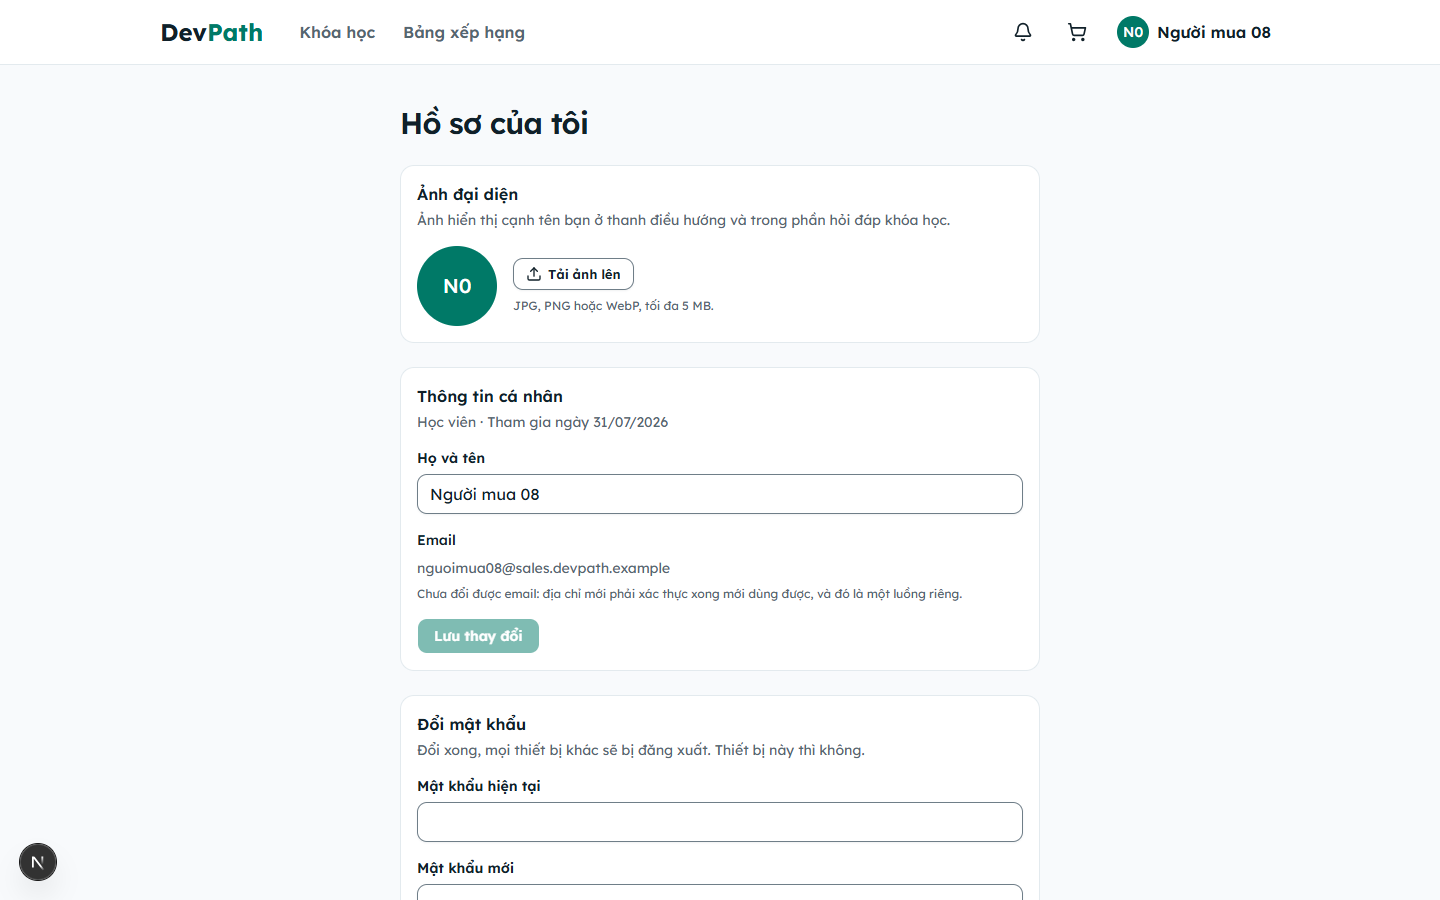 DevPath
Khóa học
Bảng xếp hạng
N0
Người mua 08
Hồ sơ của tôi
Ảnh đại diện
Ảnh hiển thị cạnh tên bạn ở thanh điều hướng và trong phần hỏi đáp khóa học.
N0
Tải ảnh lên
JPG, PNG hoặc WebP, tối đa 5 MB.
Thông tin cá nhân
Học viên · Tham gia ngày 31/07/2026
Họ và tên
Người mua 08
Email
nguoimua08@sales.devpath.example
Chưa đổi được email: địa chỉ mới phải xác thực xong mới dùng được, và đó là một luồng riêng.
Lưu thay đổi
Đổi mật khẩu
Đổi xong, mọi thiết bị khác sẽ bị đăng xuất. Thiết bị này thì không.
Mật khẩu hiện tại
Mật khẩu mới
N